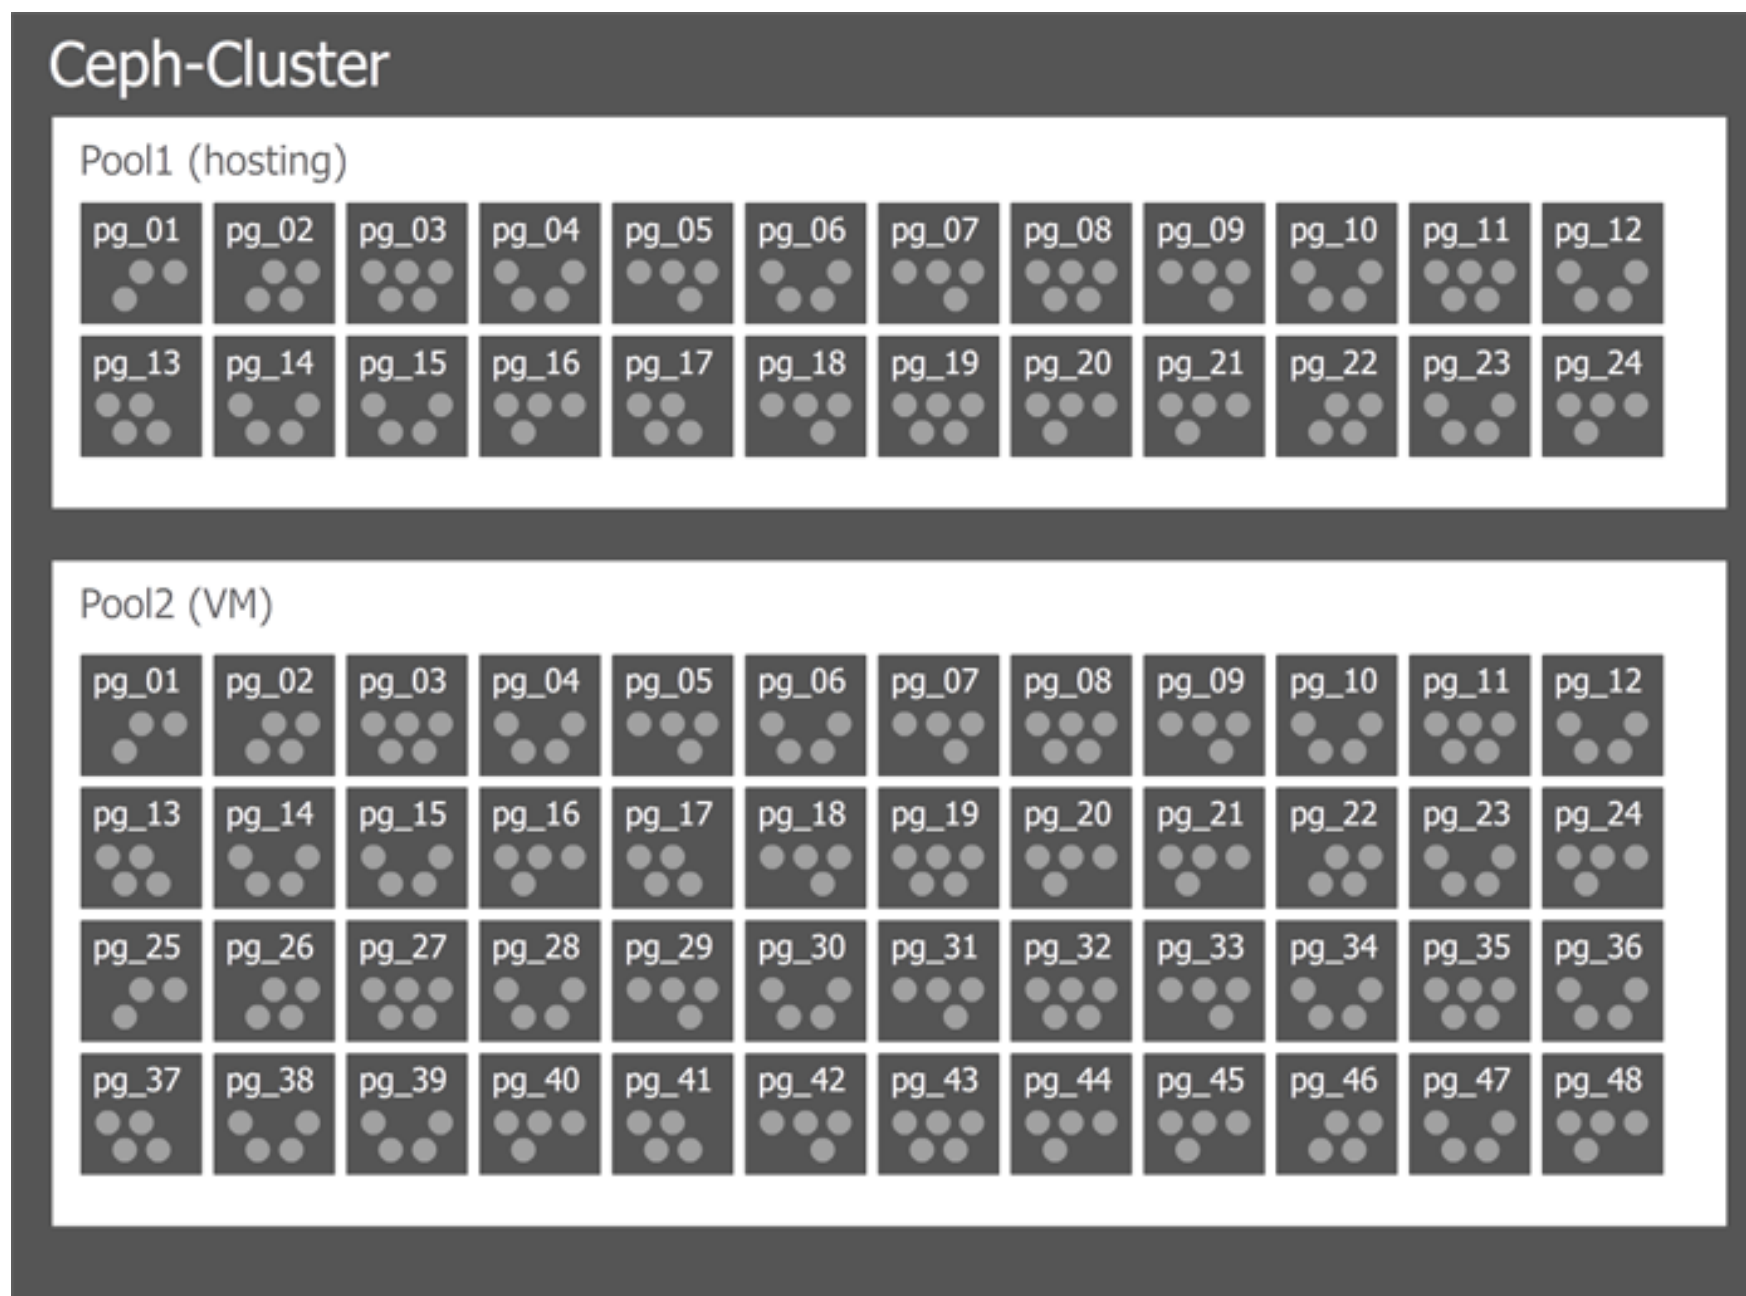 Ceph-Cluster
Pool1 (hosting)
pg_01 pg_02 pg_03 pg_04 pg_05 pg_06 pg_07 pg_08 pg_09 pg_10 pg_11 pg_12
pg_13 pg_14 pg_15 pg_16 pg_17 pg_18 pg_19 pg_20 pg_21 pg_22 pg_23 pg_24
Pool2 (VM)
pg_01 pg_02 pg_03 pg_04 pg_05 pg_06 pg_07 pg_08 pg_09 pg_10 pg_11 pg_12
pg_13 pg_14 pg_15 pg_16 pg_17 pg_18 pg_19 pg_20 pg_21 pg_22 pg_23 pg_24
pg_25 pg_26 pg_27 pg_28 pg_29 pg_30 pg_31 pg_32 pg_33 pg_34 pg_35 pg_36
pg_37 pg_38 pg_39 pg_40 pg_41 pg_42 pg_43 pg_44 pg_45 pg_46 pg_47 pg_48